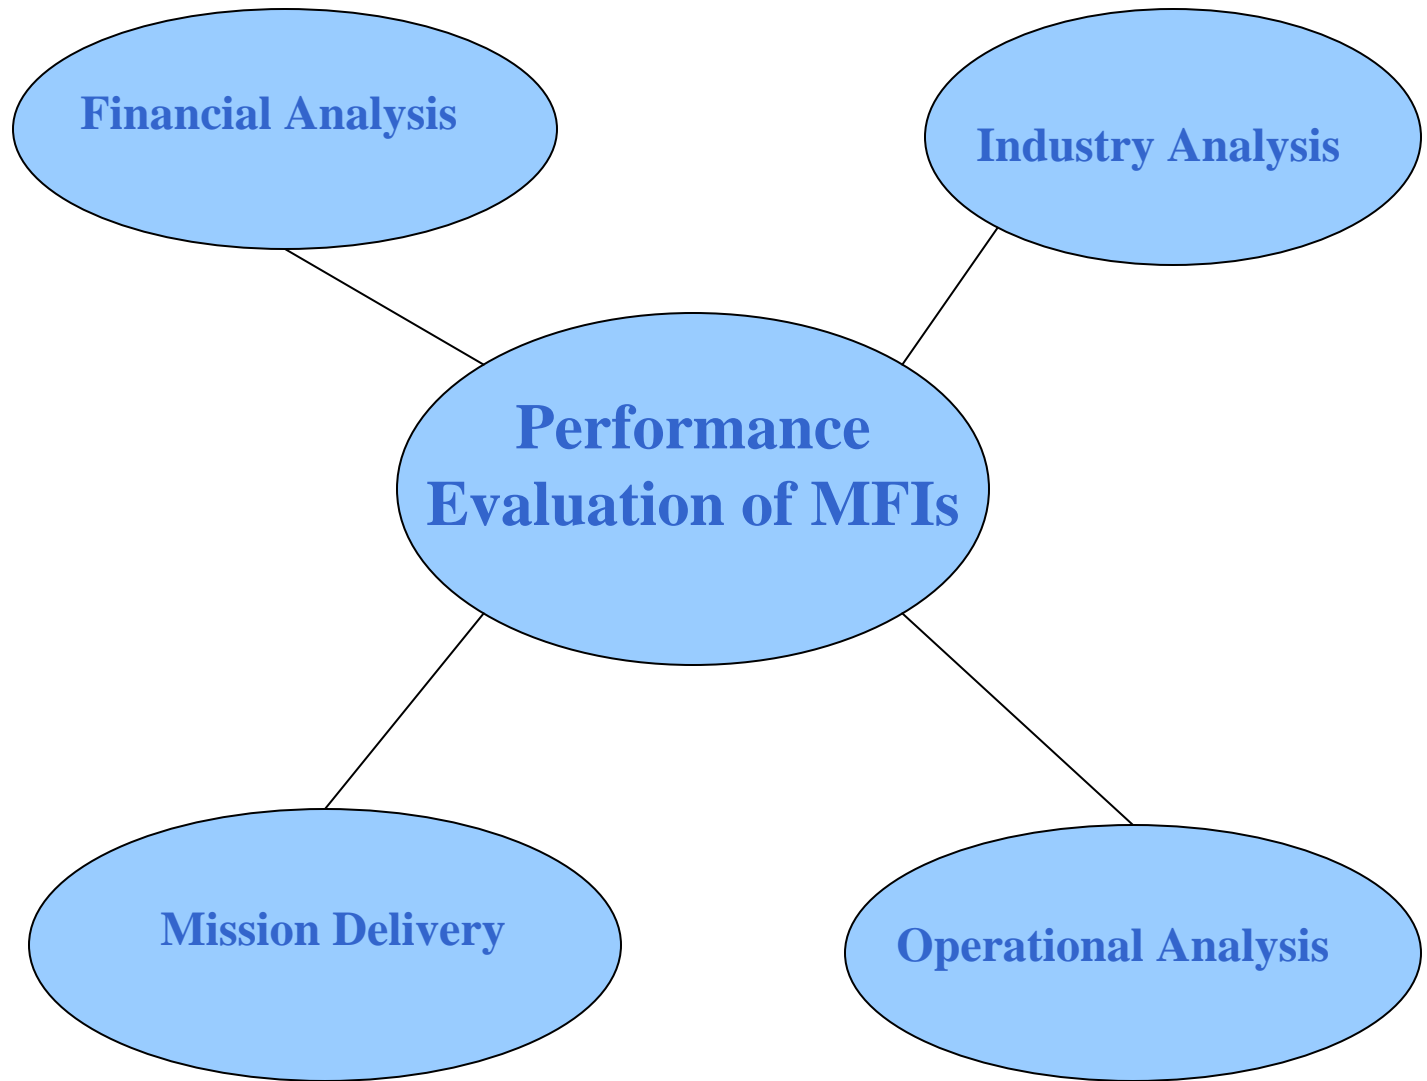 Financial Analysis
Industry Analysis
Performance
Evaluation of MFIs
Mission Delivery
Operational Analysis